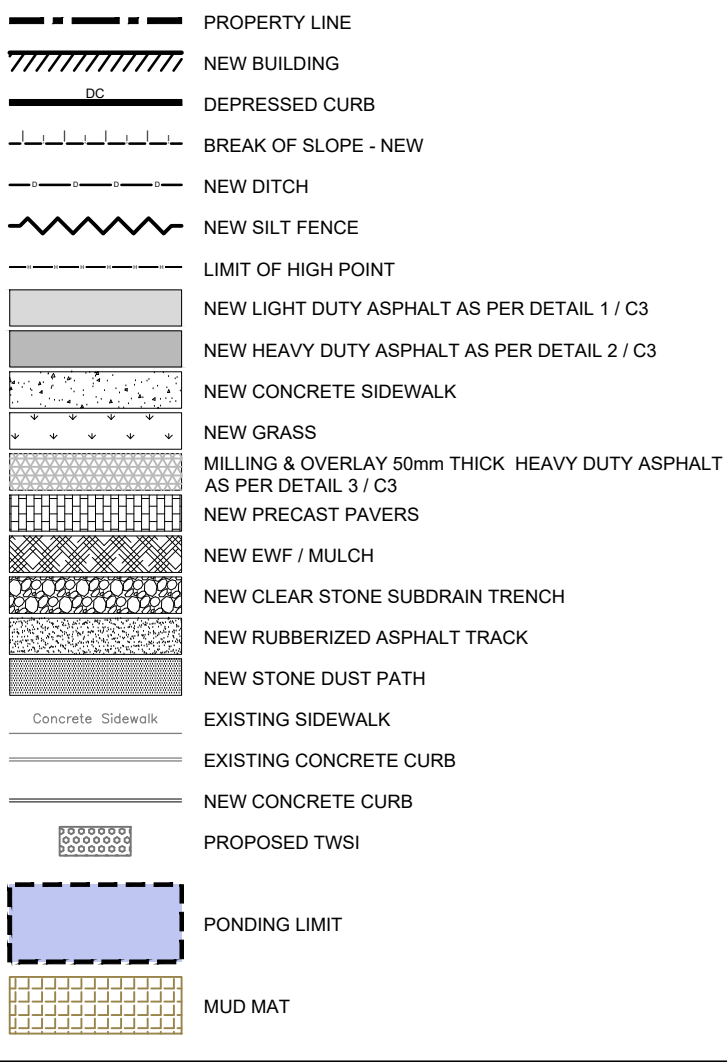 PROPERTY LINE
NEW BUILDING
DC
DEPRESSED CURB
BREAK OF SLOPE - NEW
D D D D
NEW DITCH
NEW SILT FENCE
H H H H H H
LIMIT OF HIGH POINT
NEW LIGHT DUTY ASPHALT AS PER DETAIL 1 / C3
NEW HEAVY DUTY ASPHALT AS PER DETAIL 2 / C3
NEW CONCRETE SIDEWALK
NEW GRASS
MILLING & OVERLAY 50mm THICK HEAVY DUTY ASPHALT
AS PER DETAIL 3 / C3
NEW PRECAST PAVERS
NEW EWF / MULCH
NEW CLEAR STONE SUBDRAIN TRENCH
NEW RUBBERIZED ASPHALT TRACK
NEW STONE DUST PATH
Concrete Sidewalk EXISTING SIDEWALK
EXISTING CONCRETE CURB
NEW CONCRETE CURB
PROPOSED TWSI
PONDING LIMIT
MUD MAT